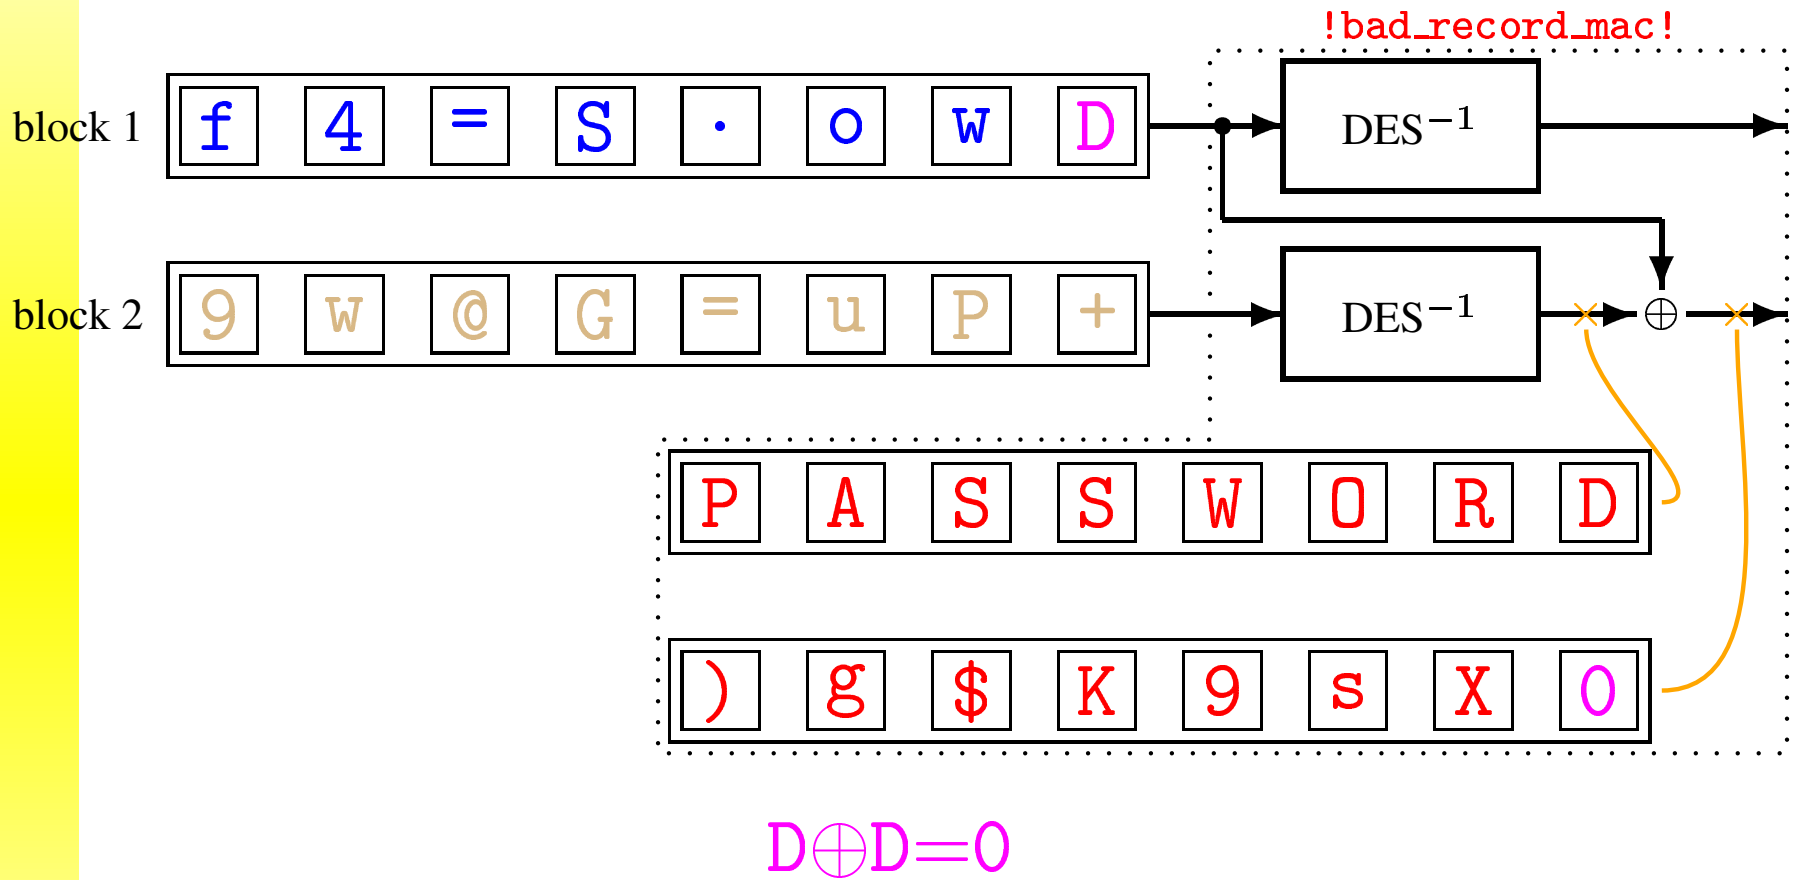 !bad_record_mac!
block 1 f 4 = S · o w D DES⁻¹
block 2 9 w @ G = u P + DES⁻¹ ⊕
P A S S W O R D
) g $ K 9 s X 0
D⊕D=0